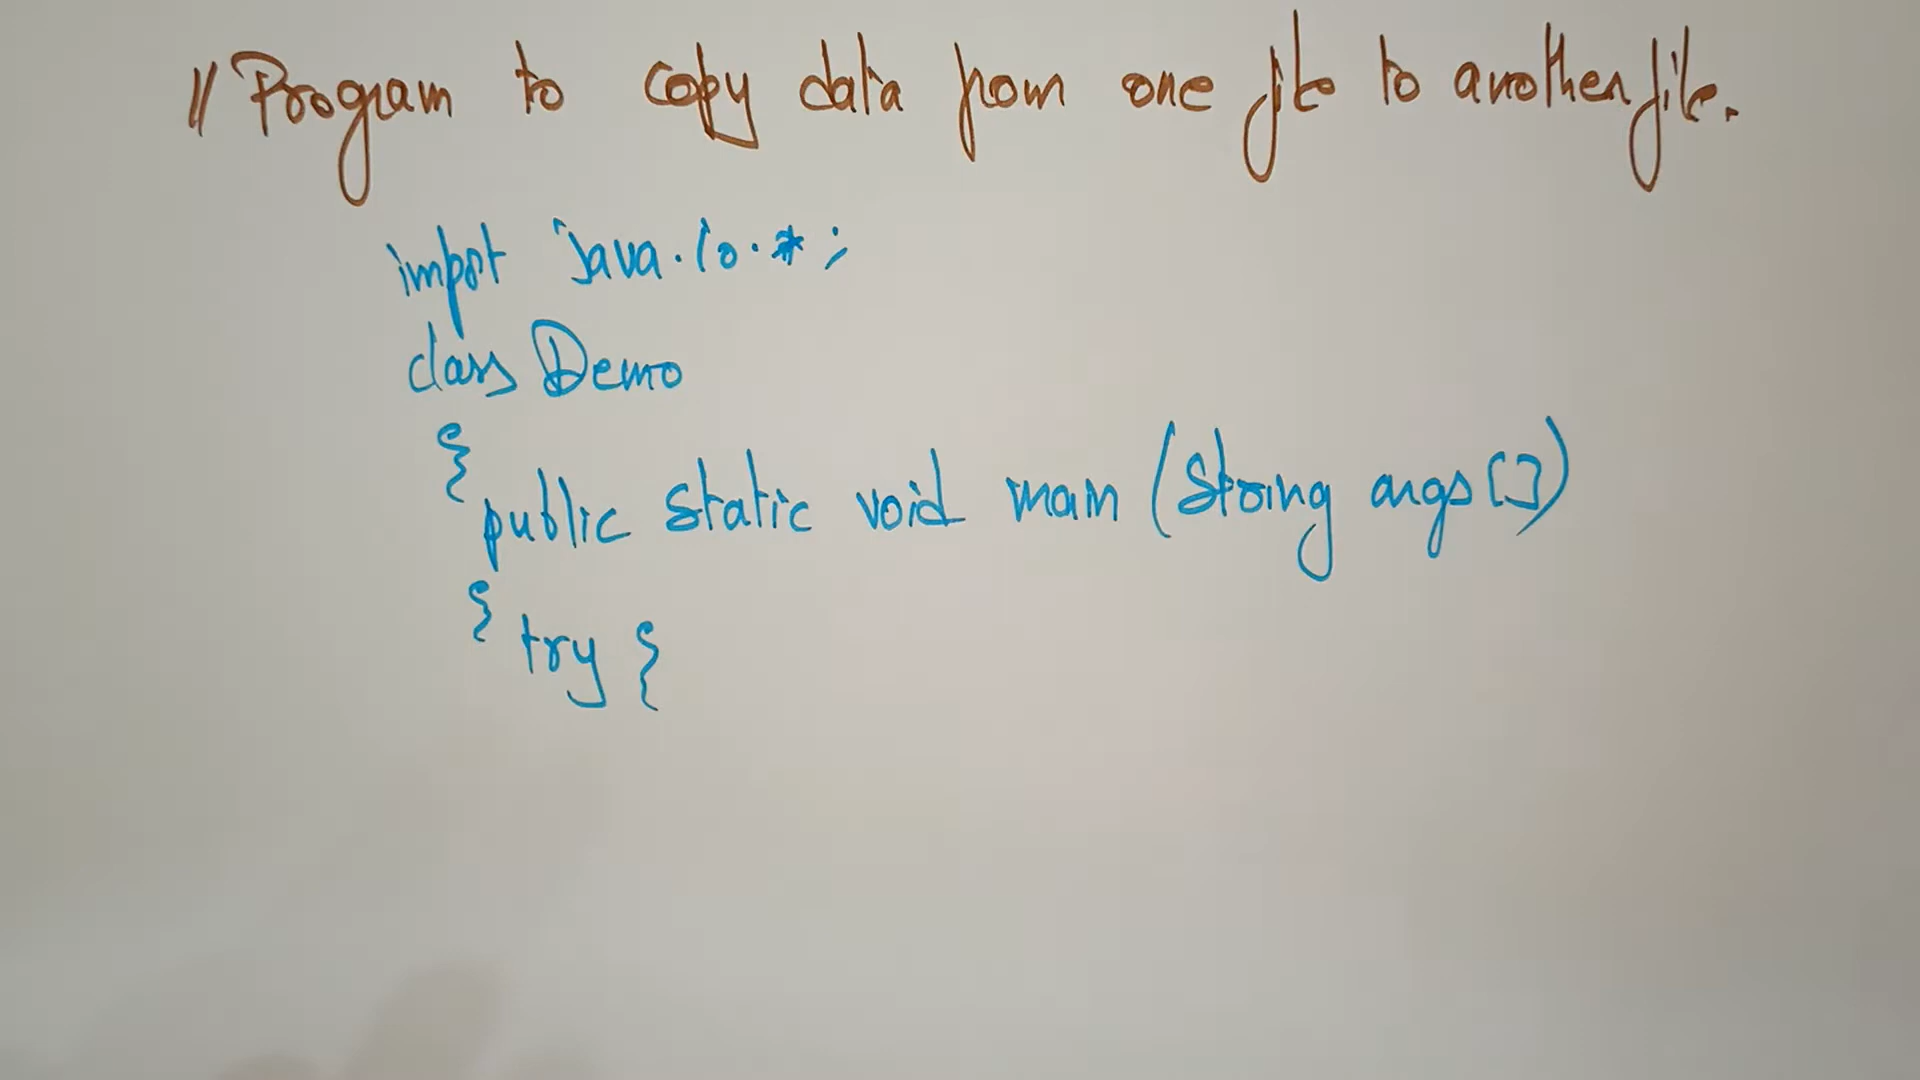 // Program to copy data from one file to another file.
import java.io.*;
class Demo
{
public static void main (String args[])
{ try {